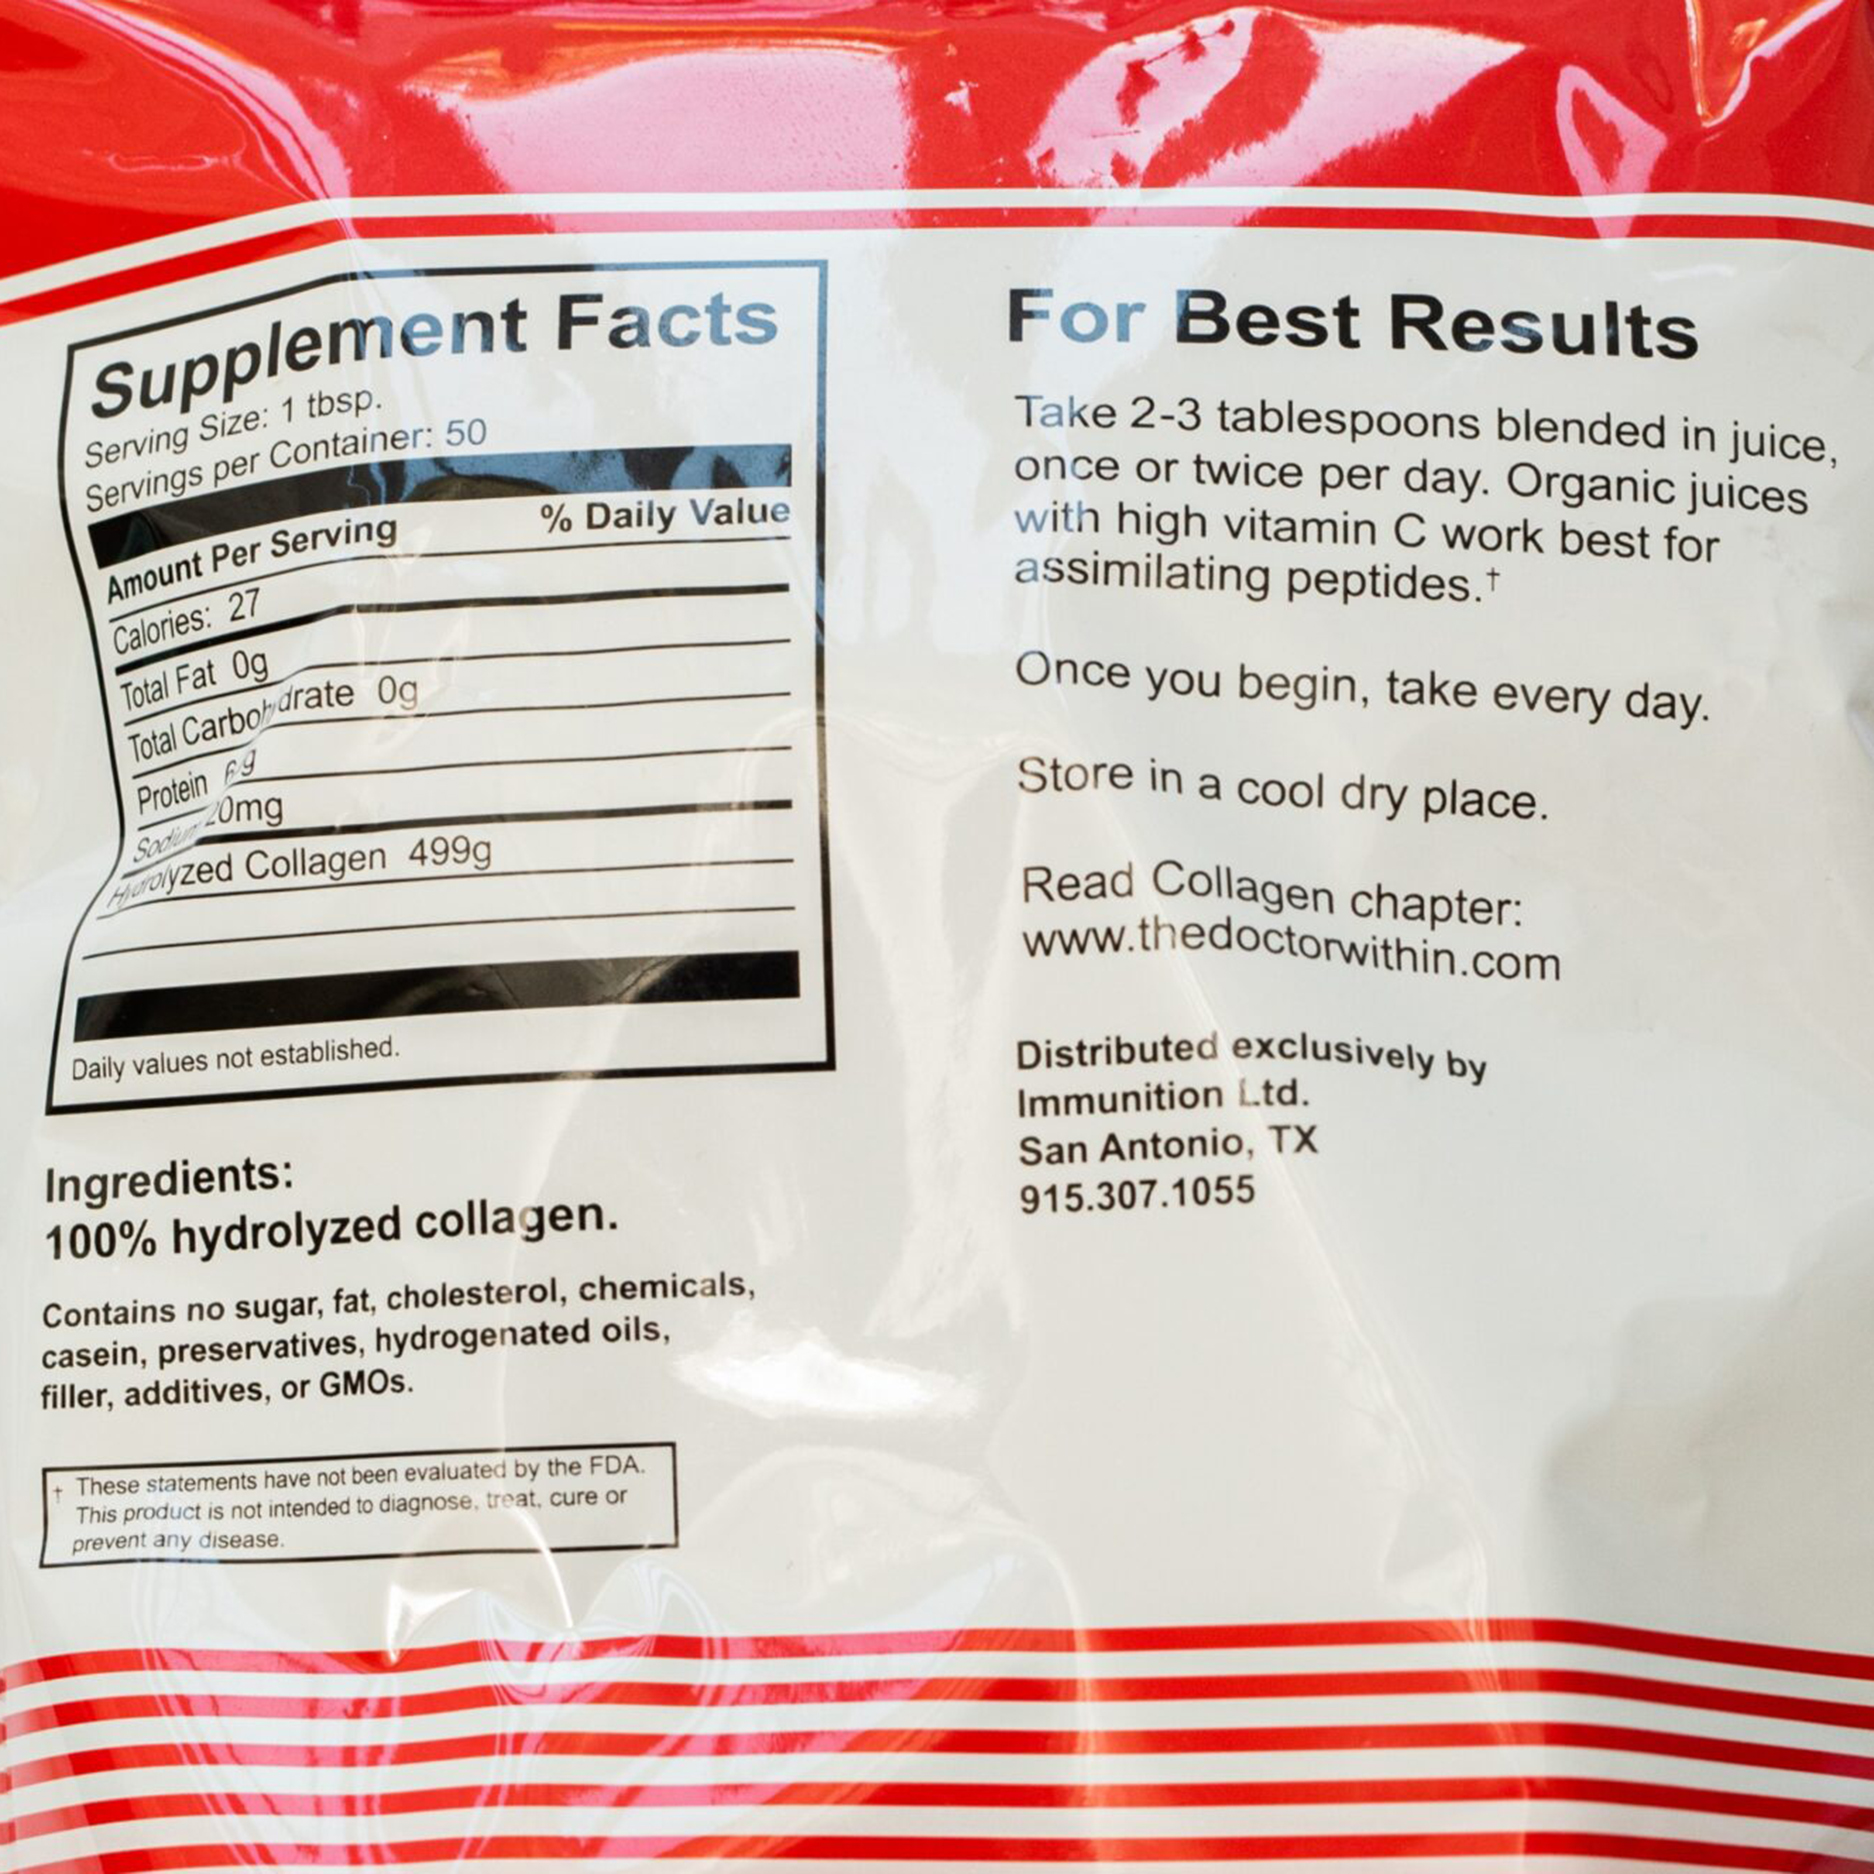 Supplement Facts
Serving Size: 1 tbsp.
Servings per Container: 50
Amount Per Serving % Daily Value
Calories: 27
Total Fat 0g
Total Carbohydrate 0g
Protein 6g
Sodium 20mg
Hydrolyzed Collagen 499g
Daily values not established.
Ingredients:
100% hydrolyzed collagen.
Contains no sugar, fat, cholesterol, chemicals,
casein, preservatives, hydrogenated oils,
filler, additives, or GMOs.
† These statements have not been evaluated by the FDA.
This product is not intended to diagnose, treat, cure or
prevent any disease.
For Best Results
Take 2-3 tablespoons blended in juice,
once or twice per day. Organic juices
with high vitamin C work best for
assimilating peptides.†
Once you begin, take every day.
Store in a cool dry place.
Read Collagen chapter:
www.thedoctorwithin.com
Distributed exclusively by
Immunition Ltd.
San Antonio, TX
915.307.1055